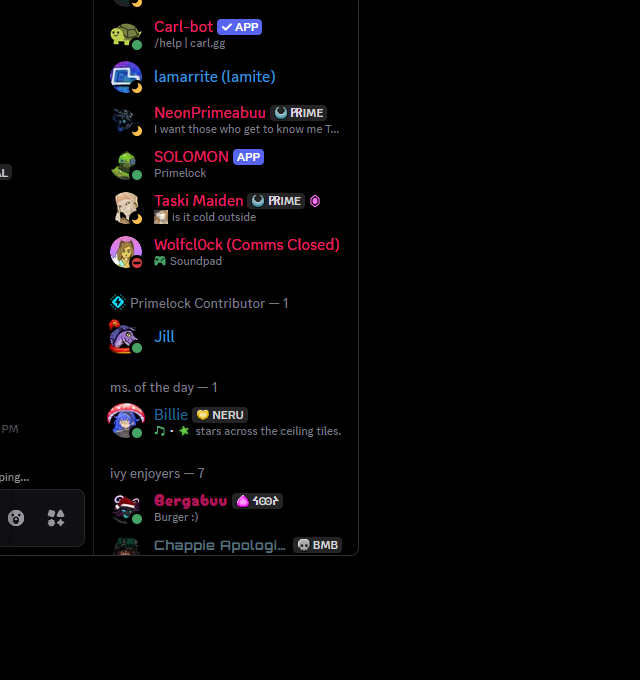 Carl-bot APP
/help | carl.gg
lamarrite (lamite)
NeonPrimeabuu PRIME
I want those who get to know me T...
AL
SOLOMON APP
Primelock
Taski Maiden PRIME
is it cold outside
Wolfcl0ck (Comms Closed)
Soundpad
Primelock Contributor — 1
Jill
ms. of the day — 1
Billie NERU
PM
♫ · ★ stars across the ceiling tiles.
ivy enjoyers — 7
ping...
Bergabuu
Burger :)
Chappie Apologi... BMB